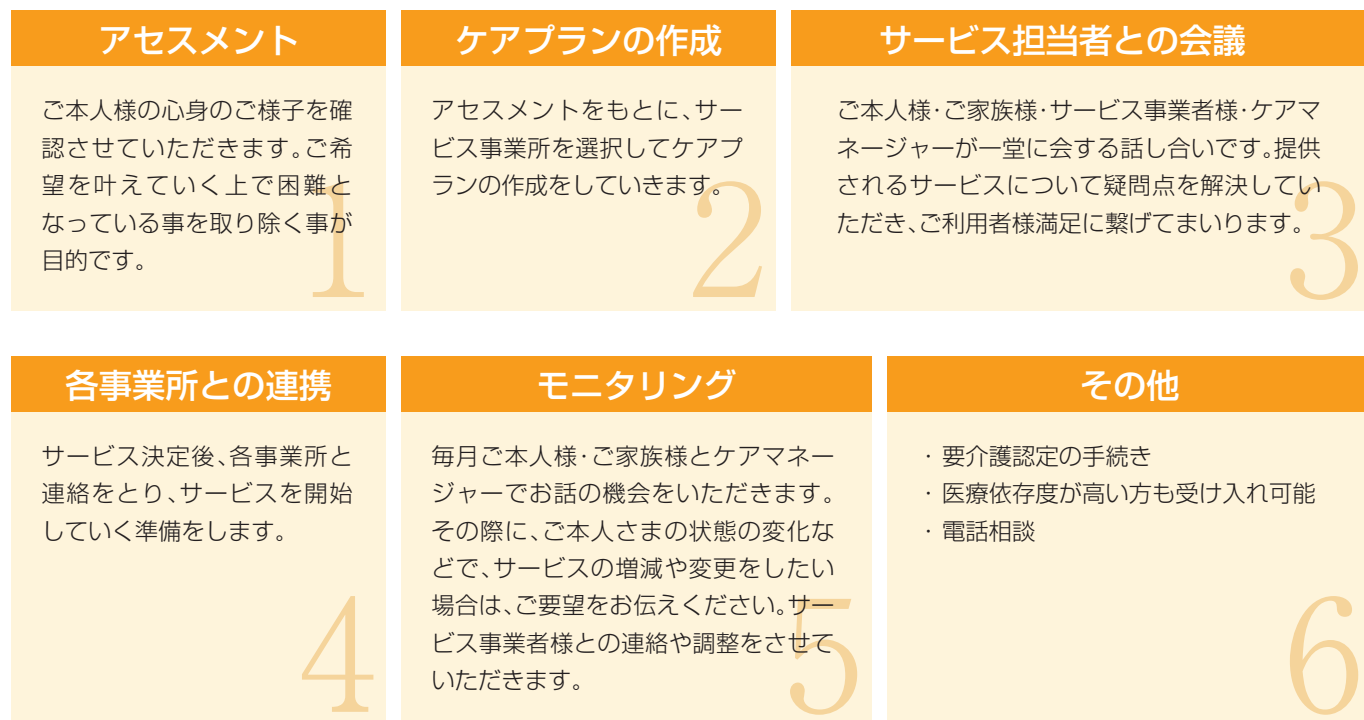 アセスメント
ご本人様の心身のご様子を確
認させていただきます。ご希
望を叶えていく上で困難と
なっている事を取り除く事が
目的です。
1
ケアプランの作成
アセスメントをもとに、サー
ビス事業所を選択してケアプ
ランの作成をしていきます。
2
サービス担当者との会議
ご本人様・ご家族様・サービス事業者様・ケアマ
ネージャーが一堂に会する話し合いです。提供
されるサービスについて疑問点を解決してい
ただき、ご利用者様満足に繋げてまいります。
3
各事業所との連携
サービス決定後、各事業所と
連絡をとり、サービスを開始
していく準備をします。
4
モニタリング
毎月ご本人様・ご家族様とケアマネー
ジャーでお話の機会をいただきます。
その際に、ご本人さまの状態の変化な
どで、サービスの増減や変更をしたい
場合は、ご要望をお伝えください。サー
ビス事業者様との連絡や調整をさせて
いただきます。
5
その他
・要介護認定の手続き
・医療依存度が高い方も受け入れ可能
・電話相談
6